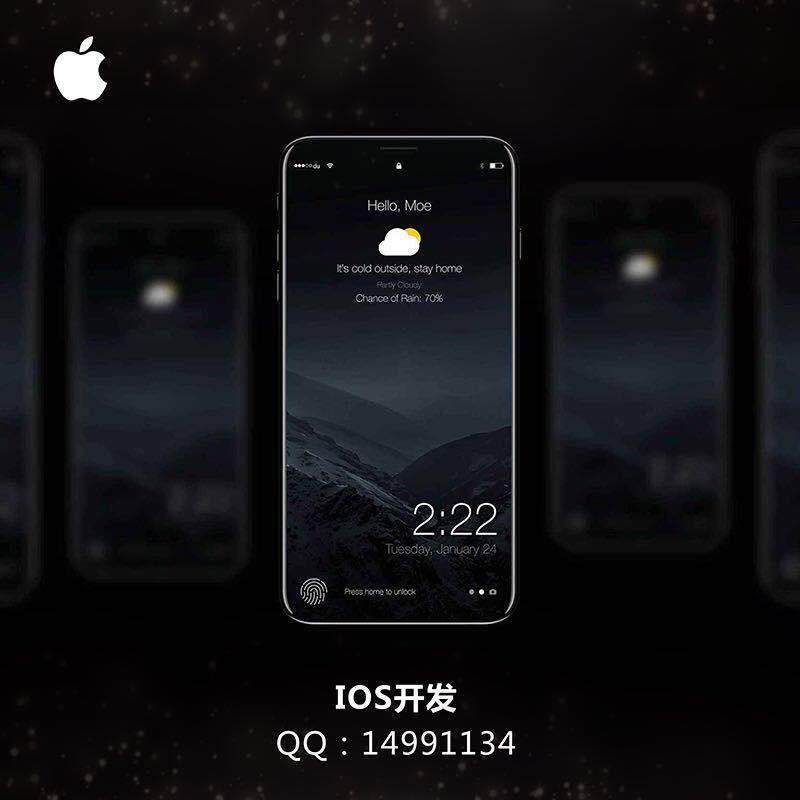 du
Hello, Moe
It's cold outside, stay home
Partly Cloudy
Chance of Rain: 70%
2:22
Tuesday, January 24
Press home to unlock
IOS开发
QQ：14991134